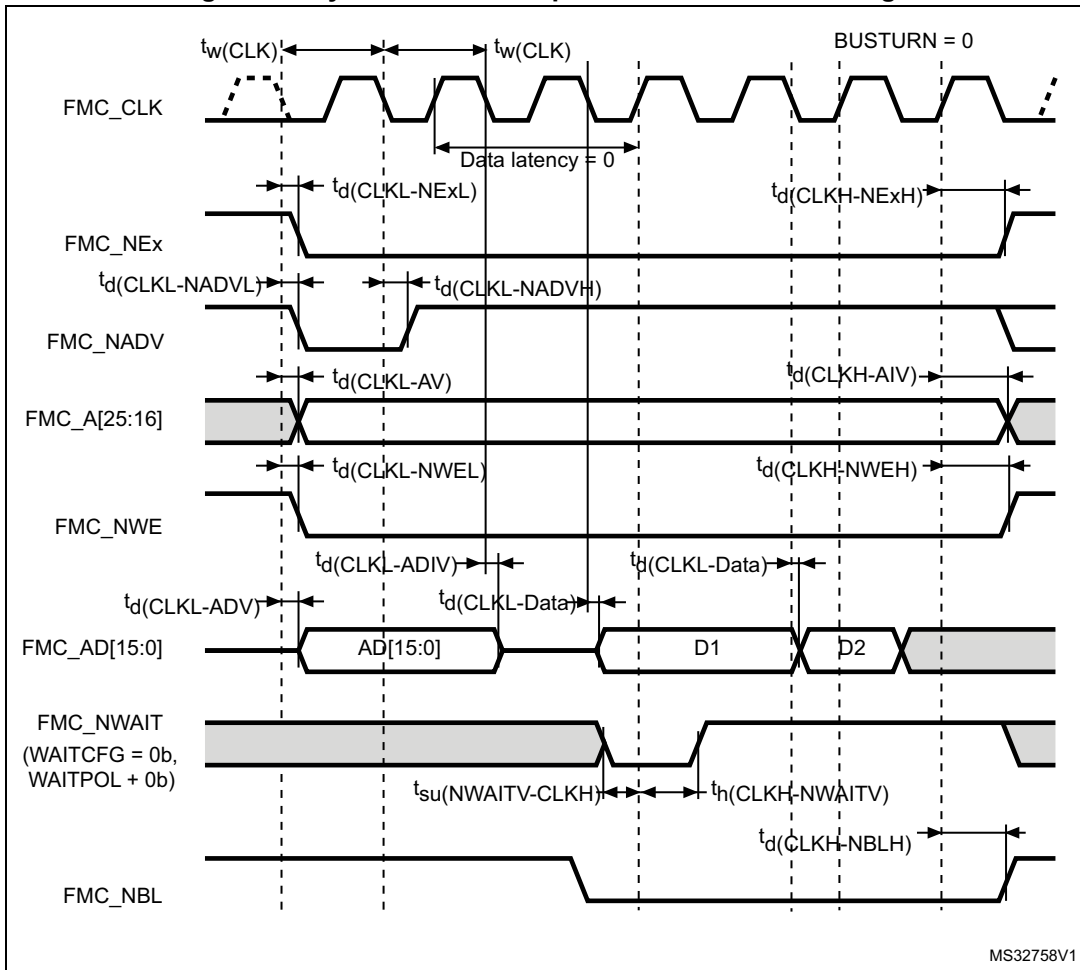 BUSTURN = 0
tw(CLK) tw(CLK)
FMC_CLK
Data latency = 0
td(CLKL-NExL) td(CLKH-NExH)
FMC_NEx
td(CLKL-NADVL) td(CLKL-NADVH)
FMC_NADV
td(CLKL-AV) td(CLKH-AIV)
FMC_A[25:16]
td(CLKL-NWEL) td(CLKH-NWEH)
FMC_NWE
td(CLKL-ADIV) td(CLKL-Data)
td(CLKL-ADV) td(CLKL-Data)
FMC_AD[15:0] AD[15:0] D1 D2
FMC_NWAIT
(WAITCFG = 0b,
WAITPOL + 0b)
tsu(NWAITV-CLKH) th(CLKH-NWAITV)
td(CLKH-NBLH)
FMC_NBL
MS32758V1